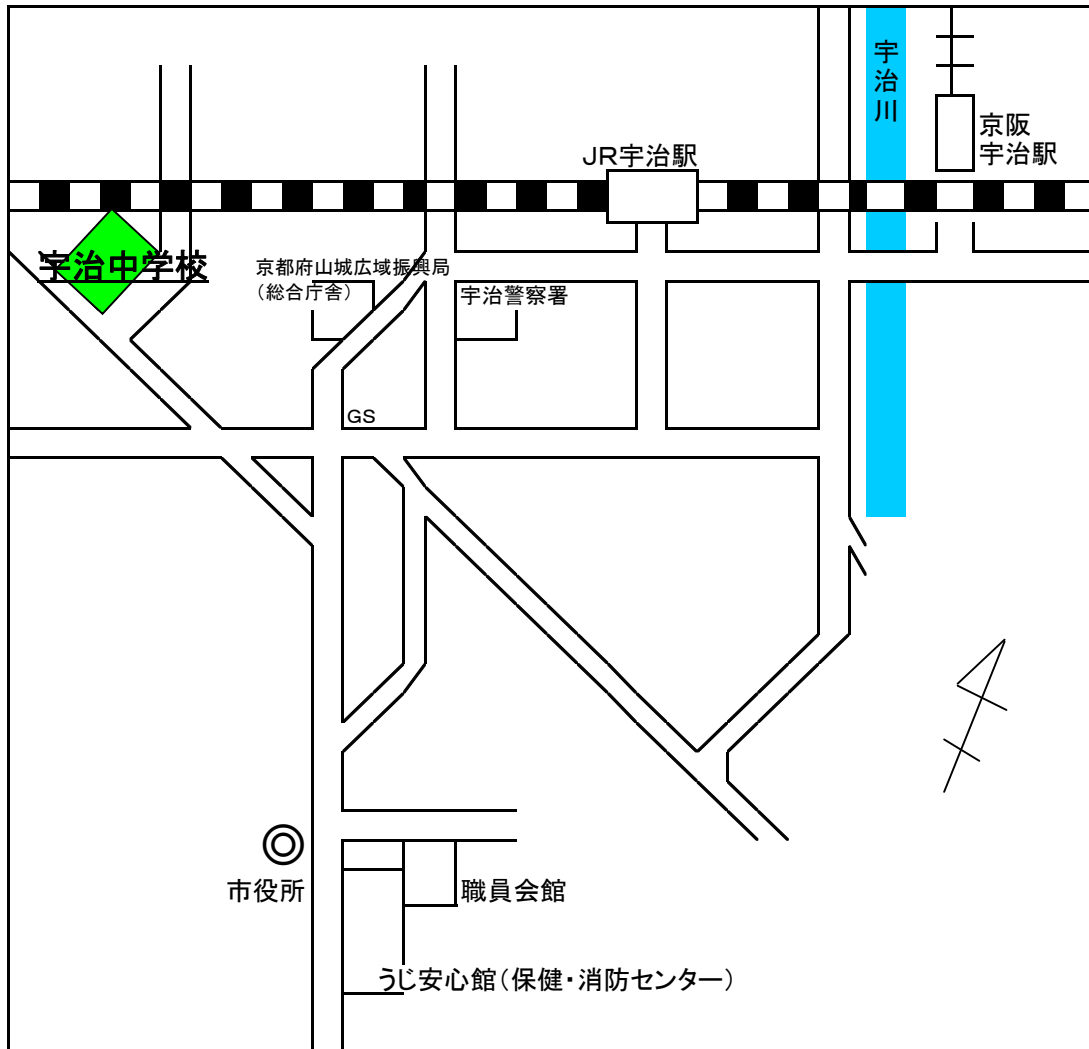 宇治川
京阪
宇治駅
JR宇治駅
宇治中学校
京都府山城広域振興局
（総合庁舎）
宇治警察署
GS
市役所
職員会館
うじ安心館（保健・消防センター）